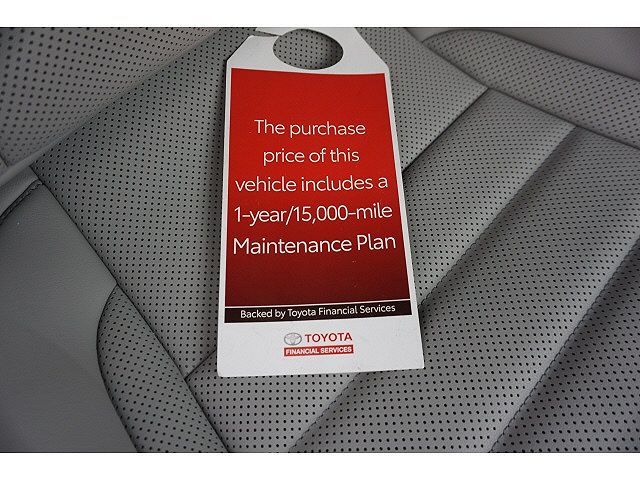 The purchase
price of this
vehicle includes a
1-year/15,000-mile
Maintenance Plan
Backed by Toyota Financial Services
TOYOTA
FINANCIAL SERVICES